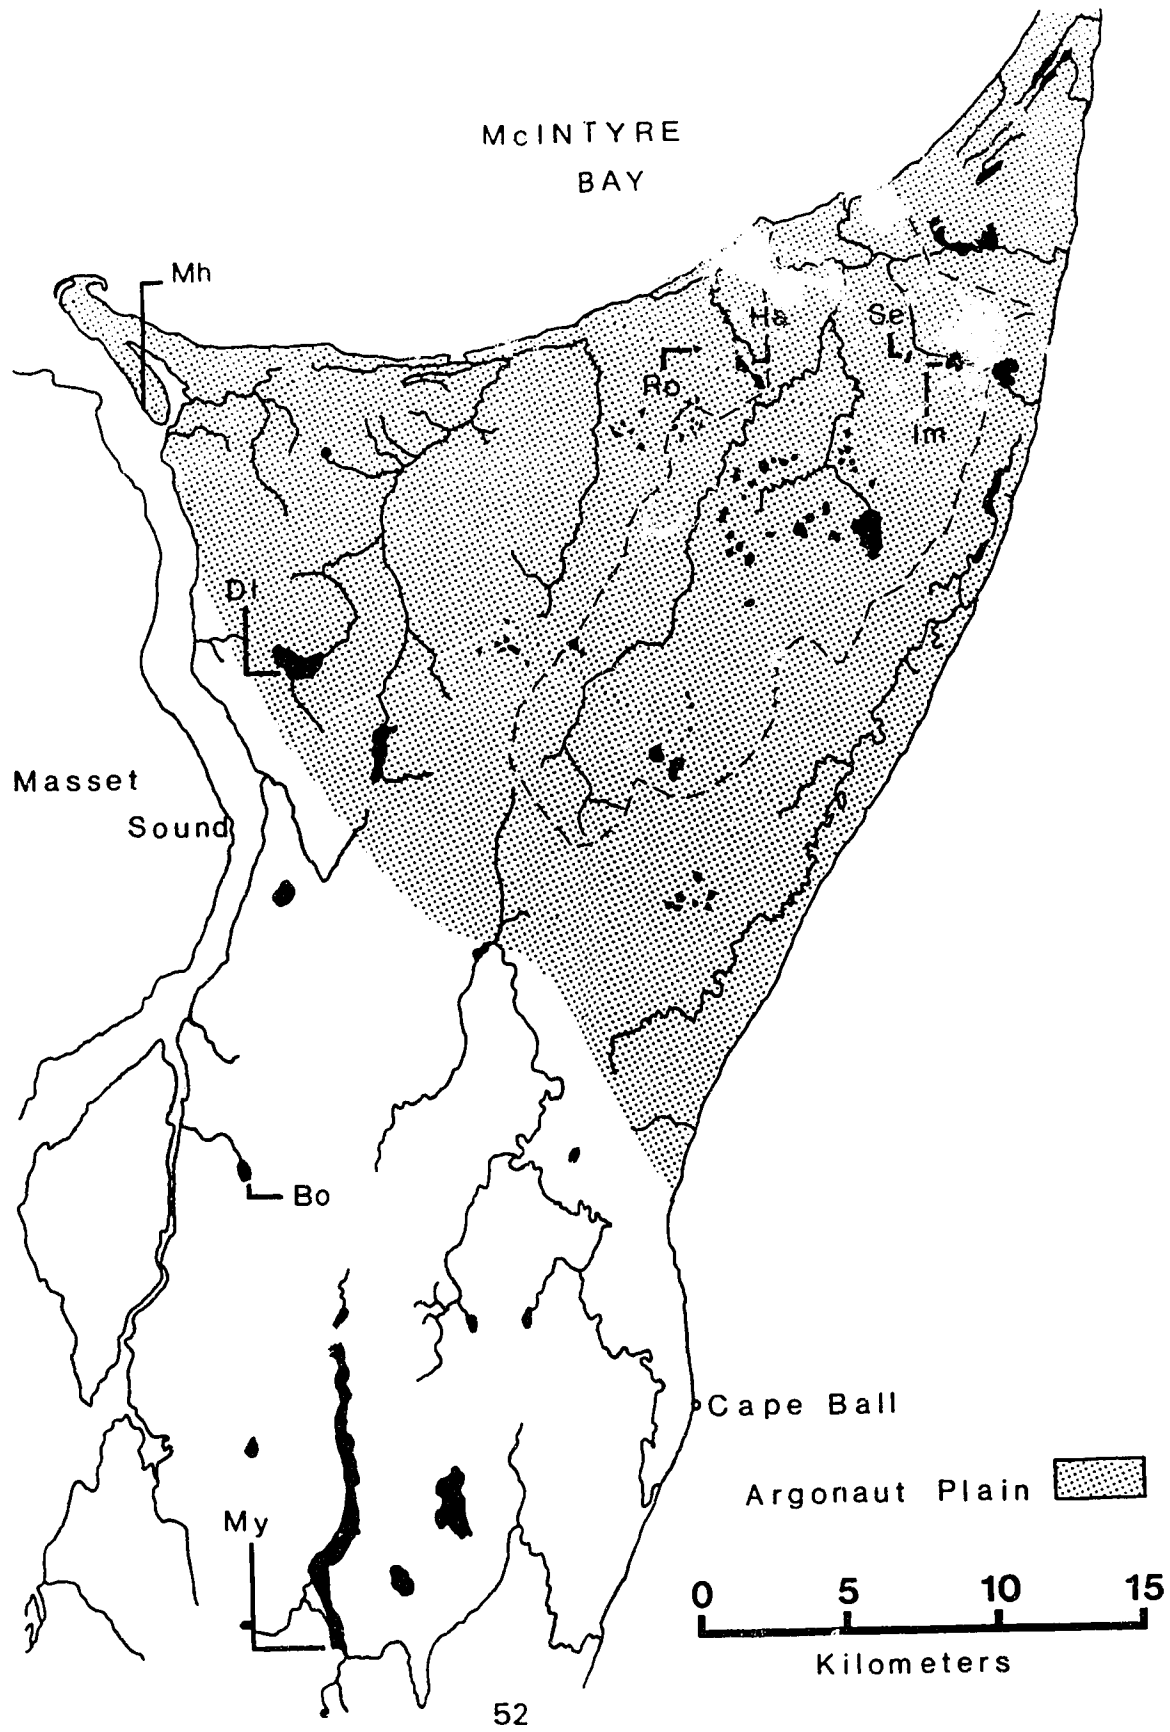 McINTYRE
BAY
Mh
Ha
Se
Ro
Im
Dl
Masset
Sound
Bo
Cape Ball
Argonaut Plain
My
0 5 10 15
Kilometers
52